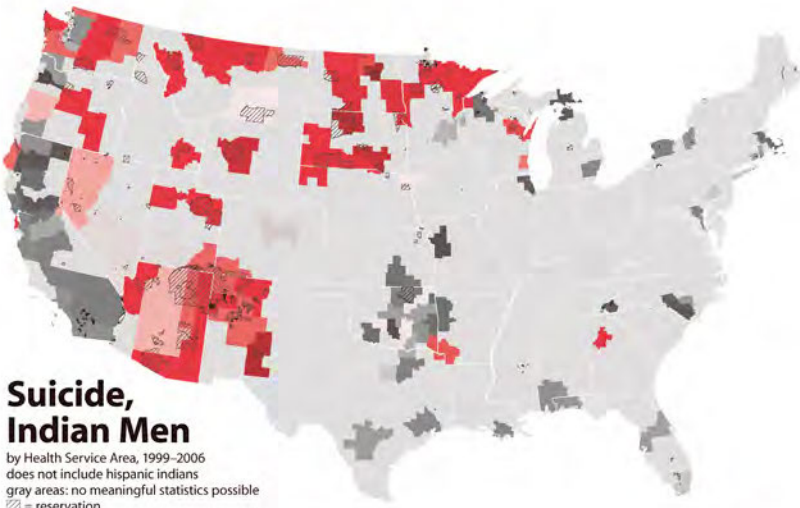 Suicide,
Indian Men
by Health Service Area, 1999–2006
does not include hispanic indians
gray areas: no meaningful statistics possible
= reservation